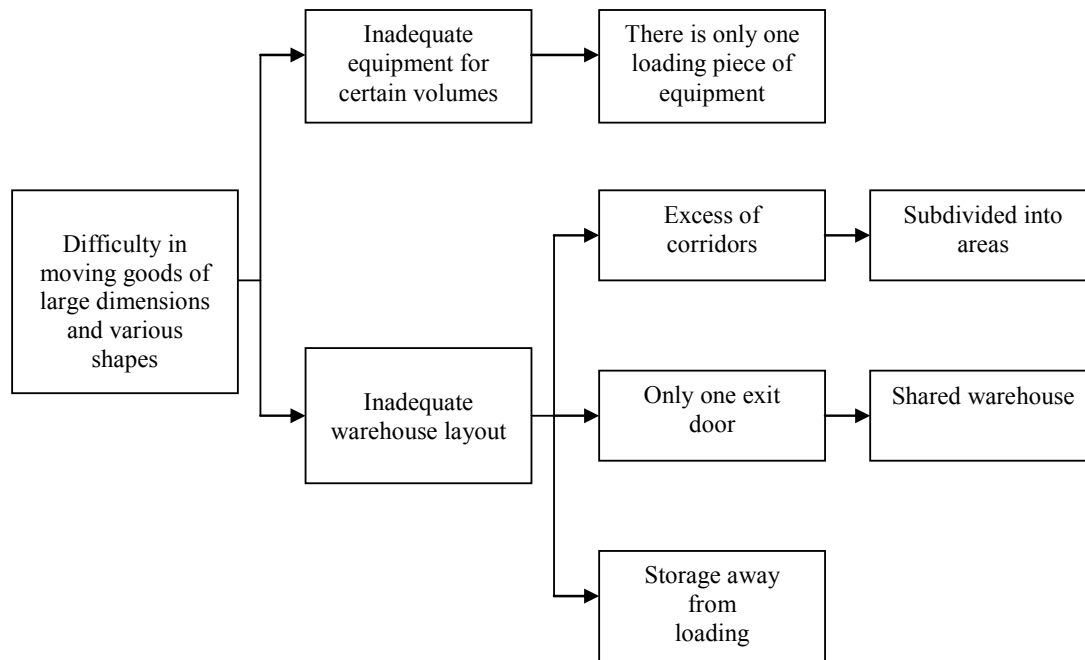 Inadequate
equipment for
certain volumes
There is only one
loading piece of
equipment
Difficulty in
moving goods of
large dimensions
and various
shapes
Excess of
corridors
Subdivided into
areas
Inadequate
warehouse layout
Only one exit
door
Shared warehouse
Storage away
from
loading